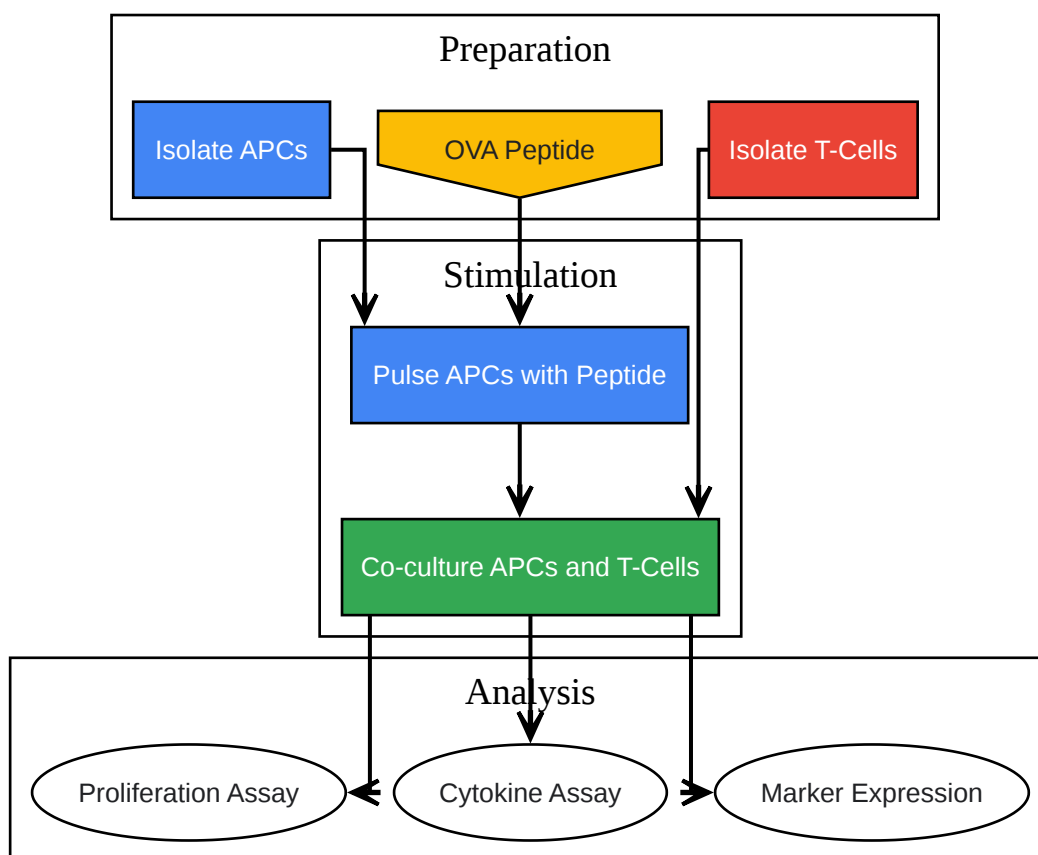 Preparation
Isolate APCs
OVA Peptide
Isolate T-Cells
Stimulation
Pulse APCs with Peptide
Co-culture APCs and T-Cells
Analysis
Proliferation Assay
Cytokine Assay
Marker Expression